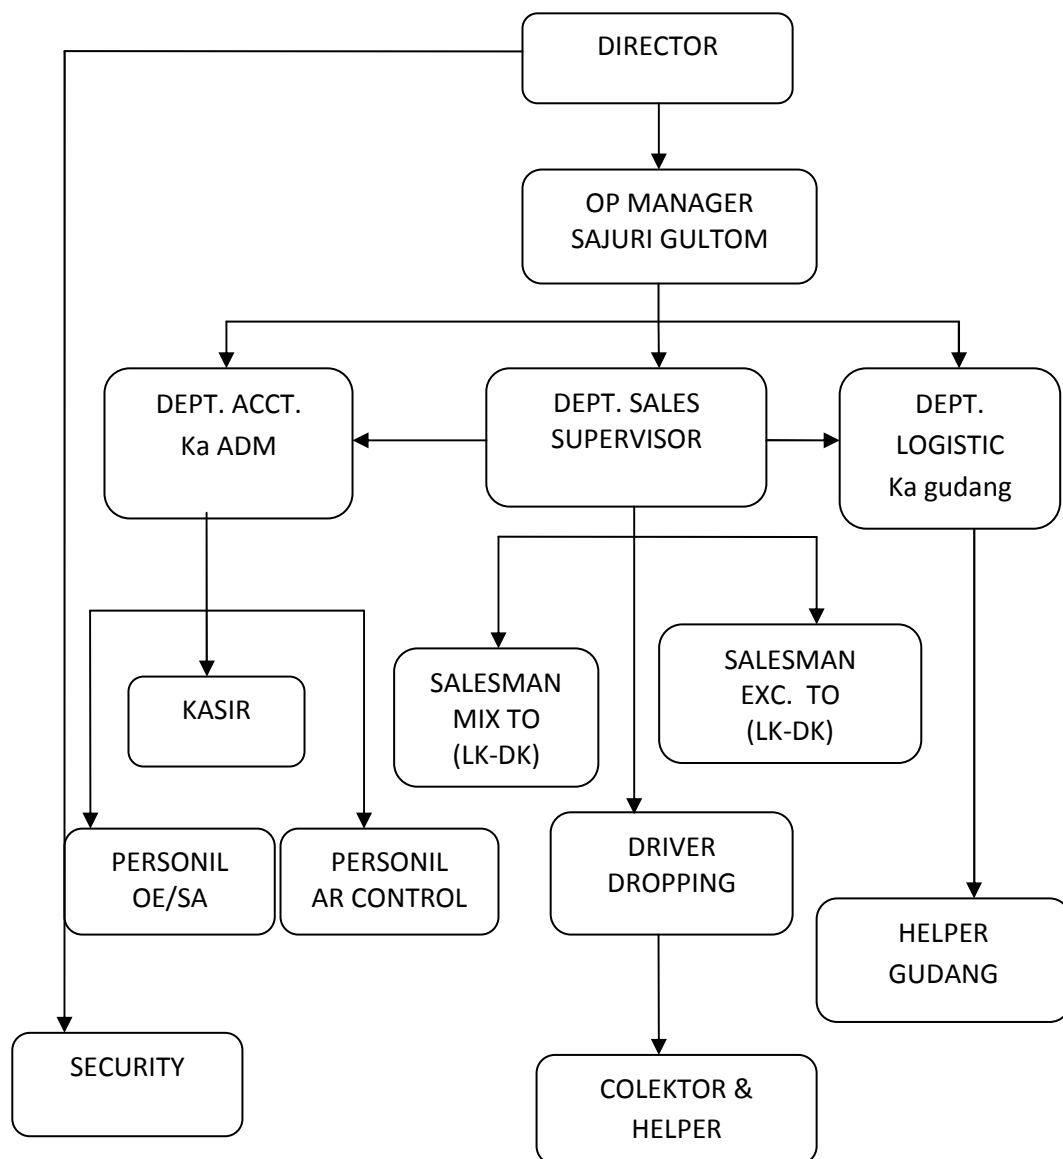 DIRECTOR
OP MANAGER
SAJURI GULTOM
DEPT. ACCT.
Ka ADM
DEPT. SALES
SUPERVISOR
DEPT.
LOGISTIC
Ka gudang
KASIR
SALESMAN
MIX TO
(LK-DK)
SALESMAN
EXC. TO
(LK-DK)
PERSONIL
OE/SA
PERSONIL
AR CONTROL
DRIVER
DROPPING
HELPER
GUDANG
SECURITY
COLEKTOR &
HELPER